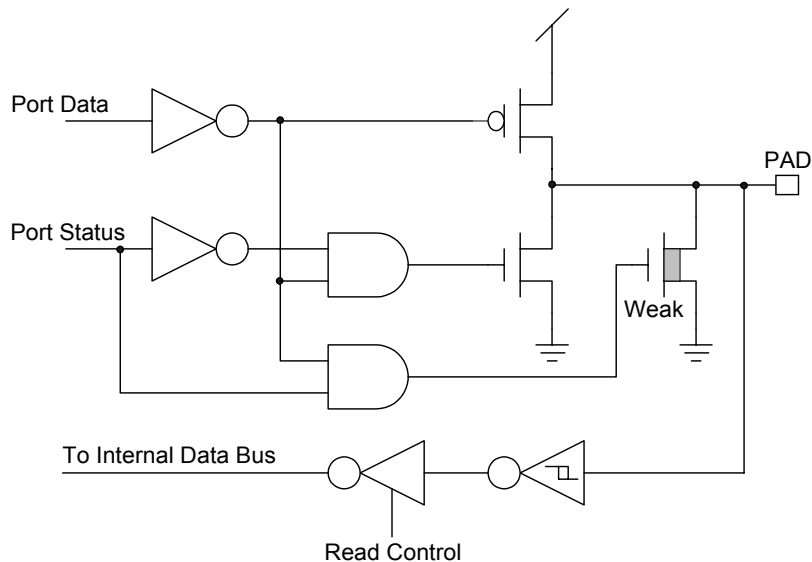 Port Data
PAD
Port Status
Weak
To Internal Data Bus
Read Control